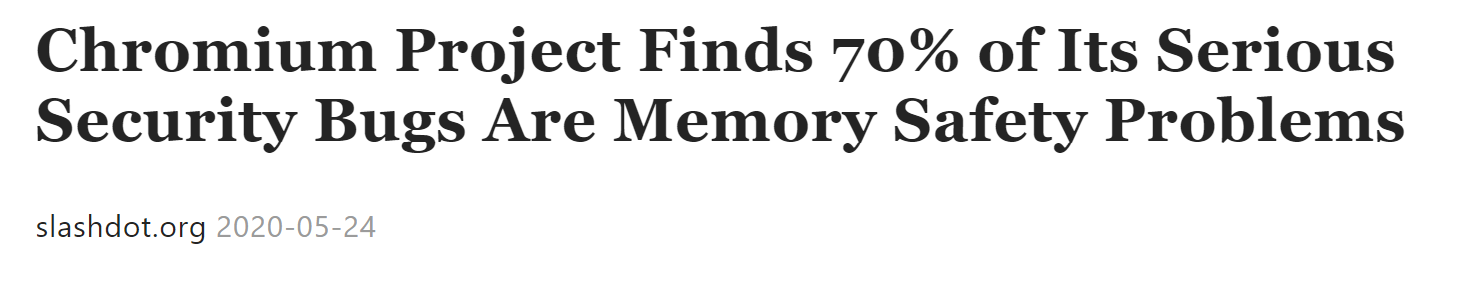 Chromium Project Finds 70% of Its Serious
Security Bugs Are Memory Safety Problems
slashdot.org 2020-05-24